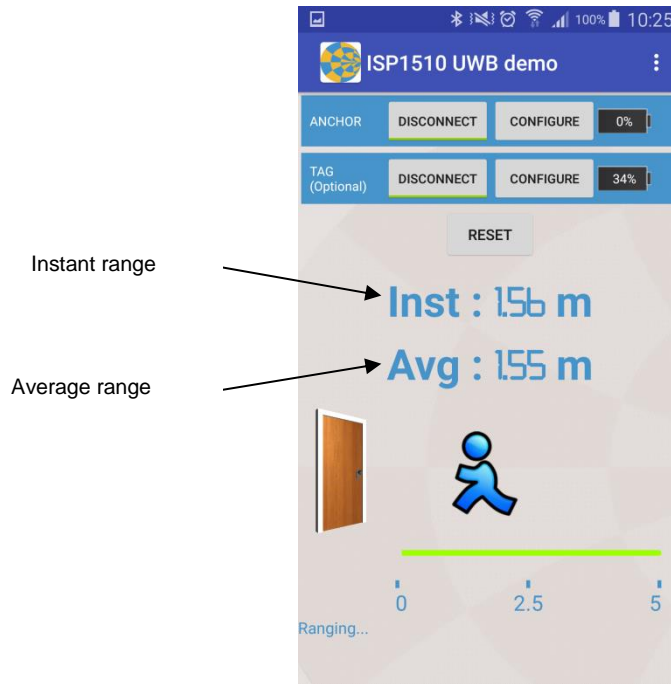 100% 10:25
ISP1510 UWB demo
ANCHOR DISCONNECT CONFIGURE 0%
TAG
(Optional) DISCONNECT CONFIGURE 34%
RESET
Instant range
Inst : 1.56 m
Average range
Avg : 1.55 m
0 2.5 5
Ranging...